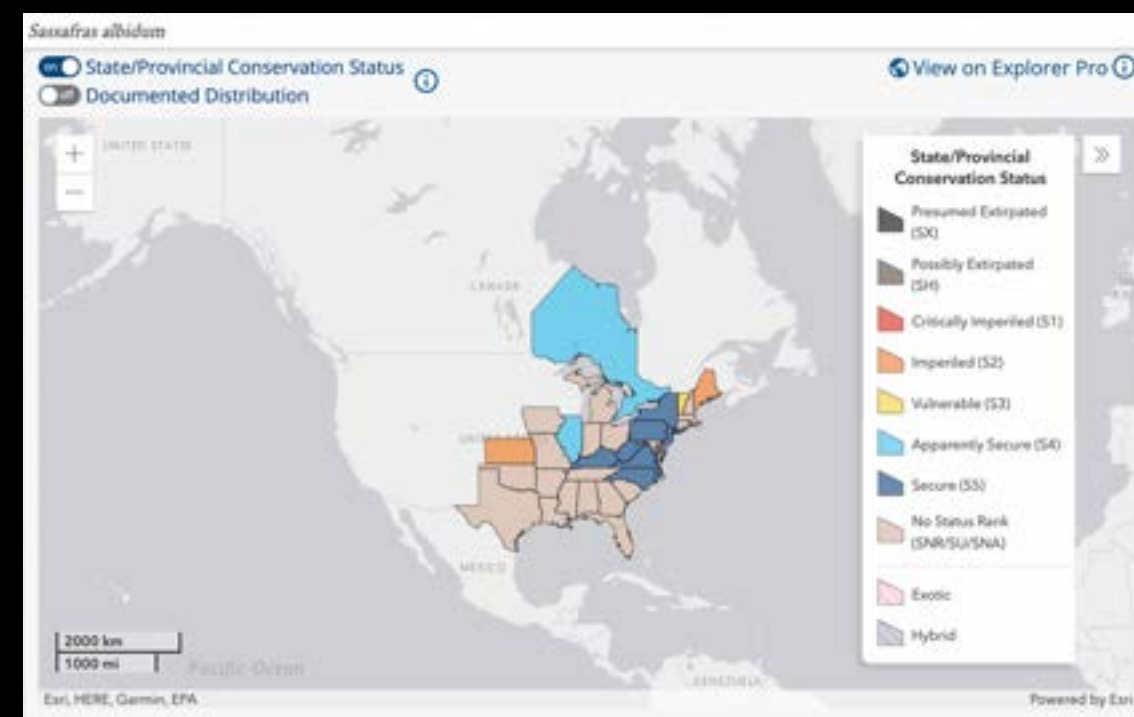 Sassafras albidum
on State/Provincial Conservation Status
off Documented Distribution
View on Explorer Pro
+
−
UNITED STATES
CANADA
MEXICO
VENEZUELA
Pacific Ocean
2000 km
1000 mi
State/Provincial
Conservation Status
Presumed Extirpated
(SX)
Possibly Extirpated
(SH)
Critically Imperiled (S1)
Imperiled (S2)
Vulnerable (S3)
Apparently Secure (S4)
Secure (S5)
No Status Rank
(SNR/SU/SNA)
Exotic
Hybrid
Esri, HERE, Garmin, EPA
Powered by Esri